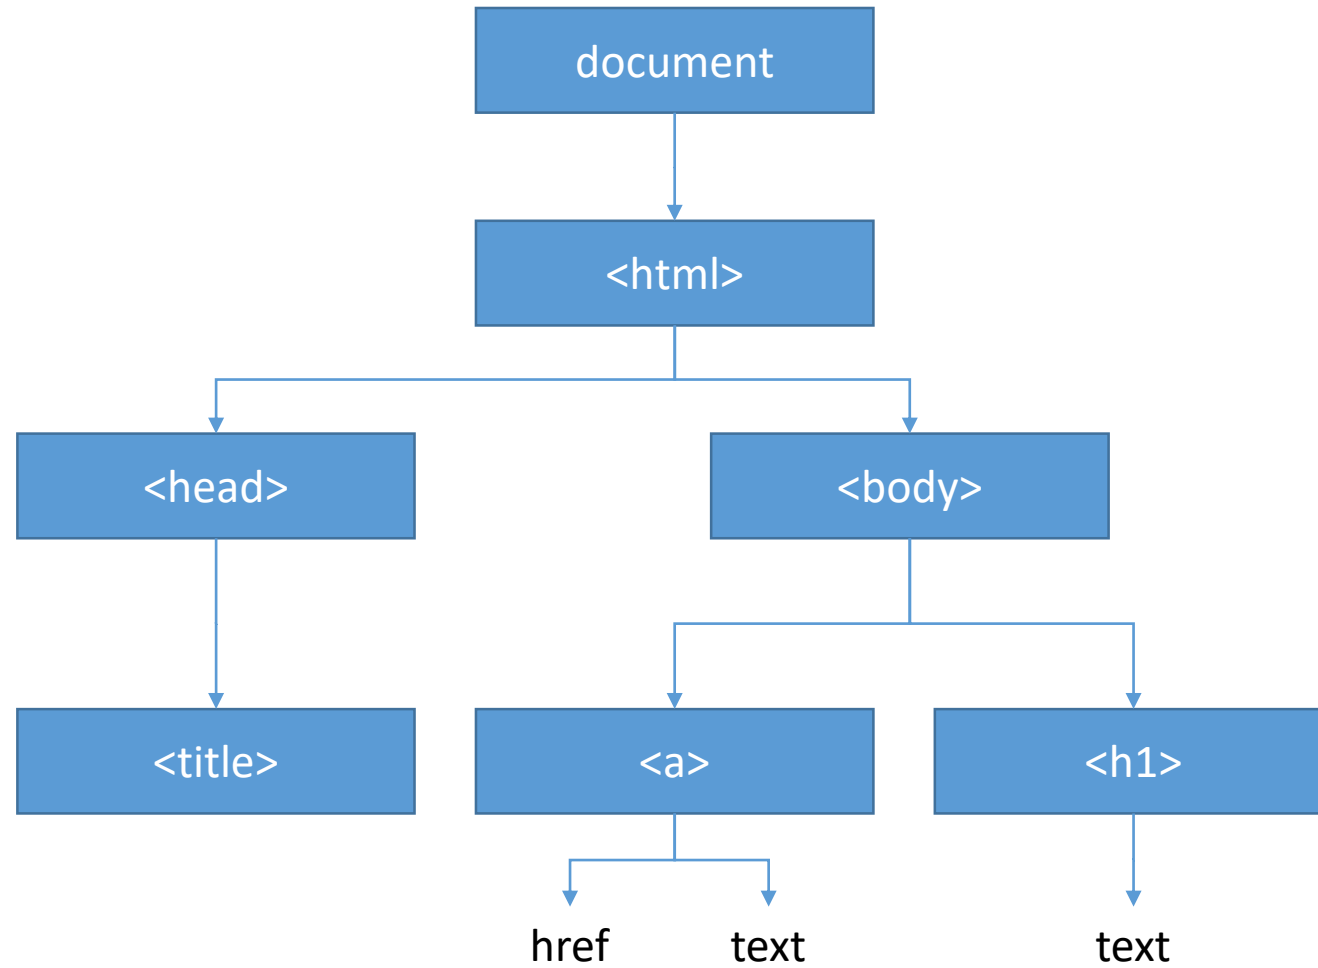 document
<html>
<head>
<body>
<title>
<a>
<h1>
href
text
text